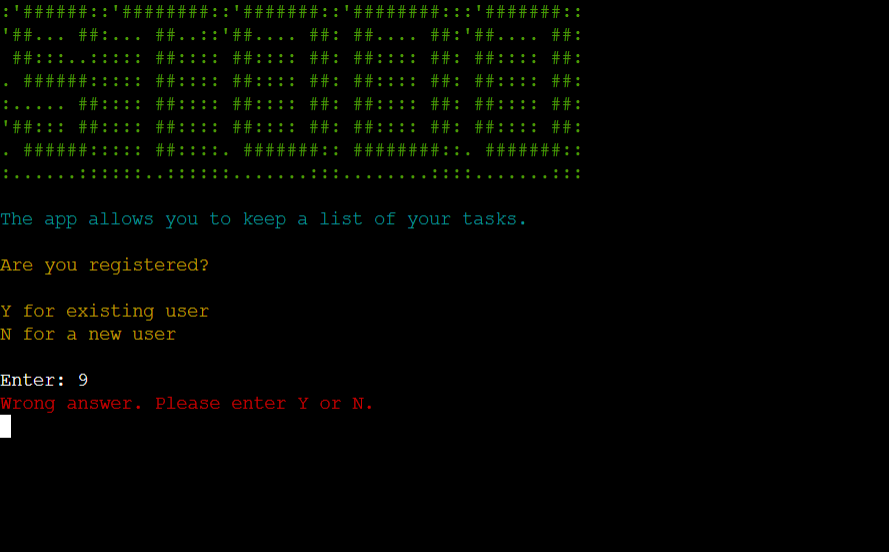 :'######::'########::'#######::'########:::'#######::
'##... ##:... ##..::'##.... ##: ##.... ##:'##.... ##:
 ##:::..::::: ##:::: ##:::: ##: ##:::: ##: ##:::: ##:
. ######::::: ##:::: ##:::: ##: ##:::: ##: ##:::: ##:
:..... ##:::: ##:::: ##:::: ##: ##:::: ##: ##:::: ##:
'##::: ##:::: ##:::: ##:::: ##: ##:::: ##: ##:::: ##:
. ######::::: ##::::. #######:: ########::. #######::
:......::::::..::::::.......:::........::::.......:::
The app allows you to keep a list of your tasks.
Are you registered?
Y for existing user
N for a new user
Enter: 9
Wrong answer. Please enter Y or N.